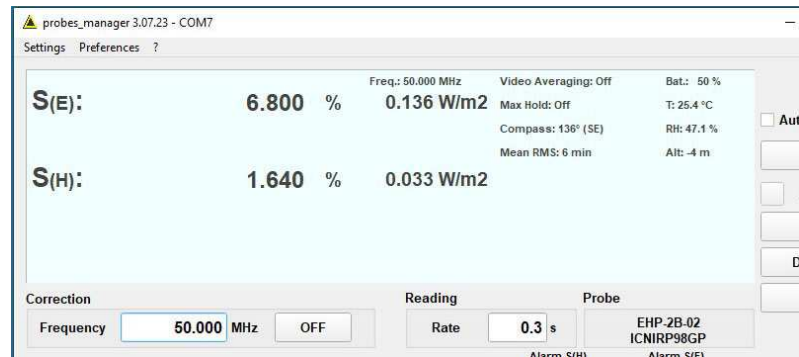 probes_manager 3.07.23 - COM7
Settings Preferences ?
Freq.: 50.000 MHz Video Averaging: Off Bat.: 50 %
S(E): 6.800 % 0.136 W/m2 Max Hold: Off T: 25.4 °C
Compass: 136° (SE) RH: 47.1 %
Mean RMS: 6 min Alt: -4 m
S(H): 1.640 % 0.033 W/m2
Aut
D
Correction Reading Probe
Frequency 50.000 MHz OFF Rate 0.3 s EHP-2B-02
ICNIRP98GP
Alarm S(H) Alarm S(E)